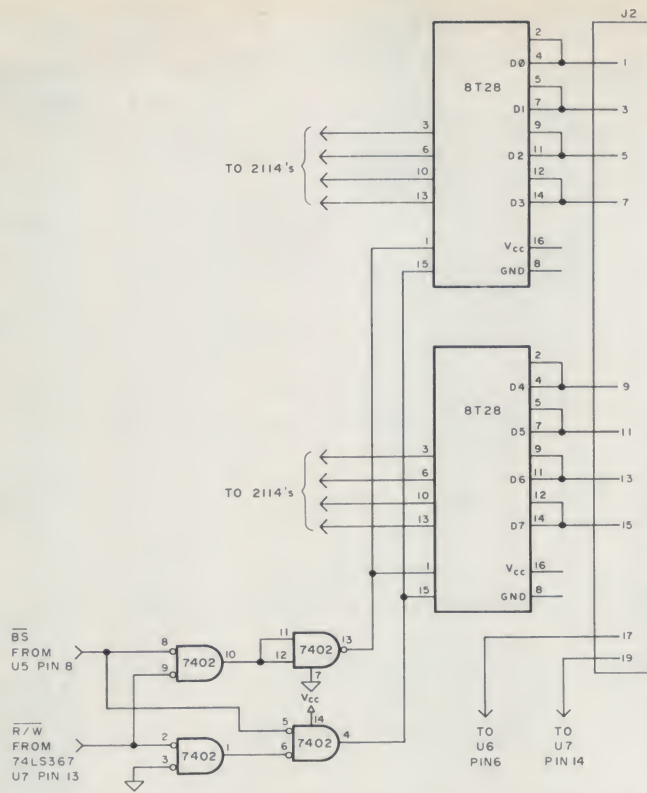 J2
8T28
2
DØ 4 1
5
D1 7 3
9
3
D2 11 5
6
TO 2114's
12
10
D3 14 7
13
1
VCC 16
15
GND 8
8T28
2
D4 4 9
5
D5 7 11
9
3
D6 11 13
6
TO 2114's
12
10
D7 14 15
13
1
VCC 16
15
GND 8
BS
FROM
U5 PIN 8
8
9
7402
10
11
12
7402
13
7
17
19
VCC
14
R/W
FROM
74LS367
U7 PIN 13
2
3
7402
1
5
6
7402
4
TO
U6
PIN6
TO
U7
PIN 14